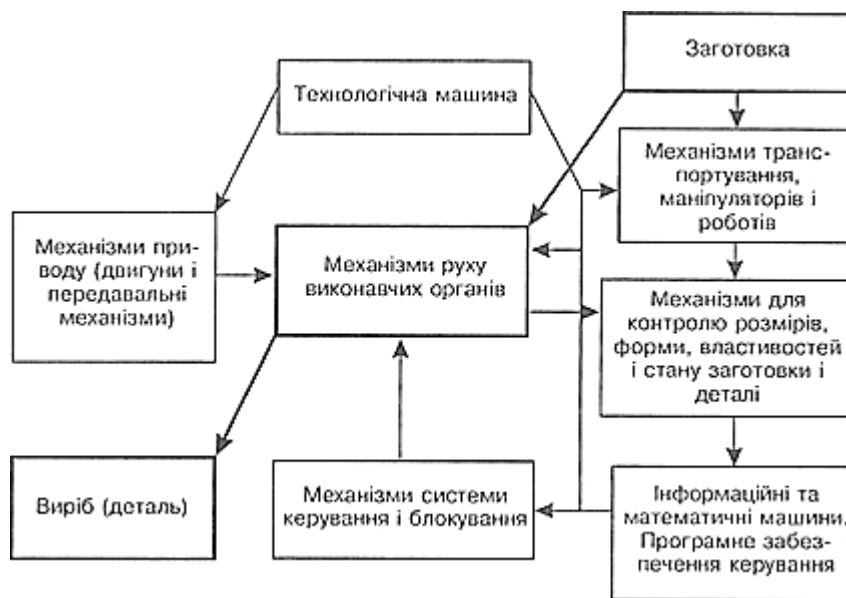 Заготовка
Технологічна машина
Механізми транс-
портування,
маніпуляторів і
роботів
Механізми при-
воду (двигуни і
передавальні
механізми)
Механізми руху
виконавчих органів
Механізми для
контролю розмірів,
форми, властивостей
і стану заготовки і
деталі
Виріб (деталь)
Механізми системи
керування і блокування
Інформаційні та
математичні машини.
Програмне забез-
печення керування